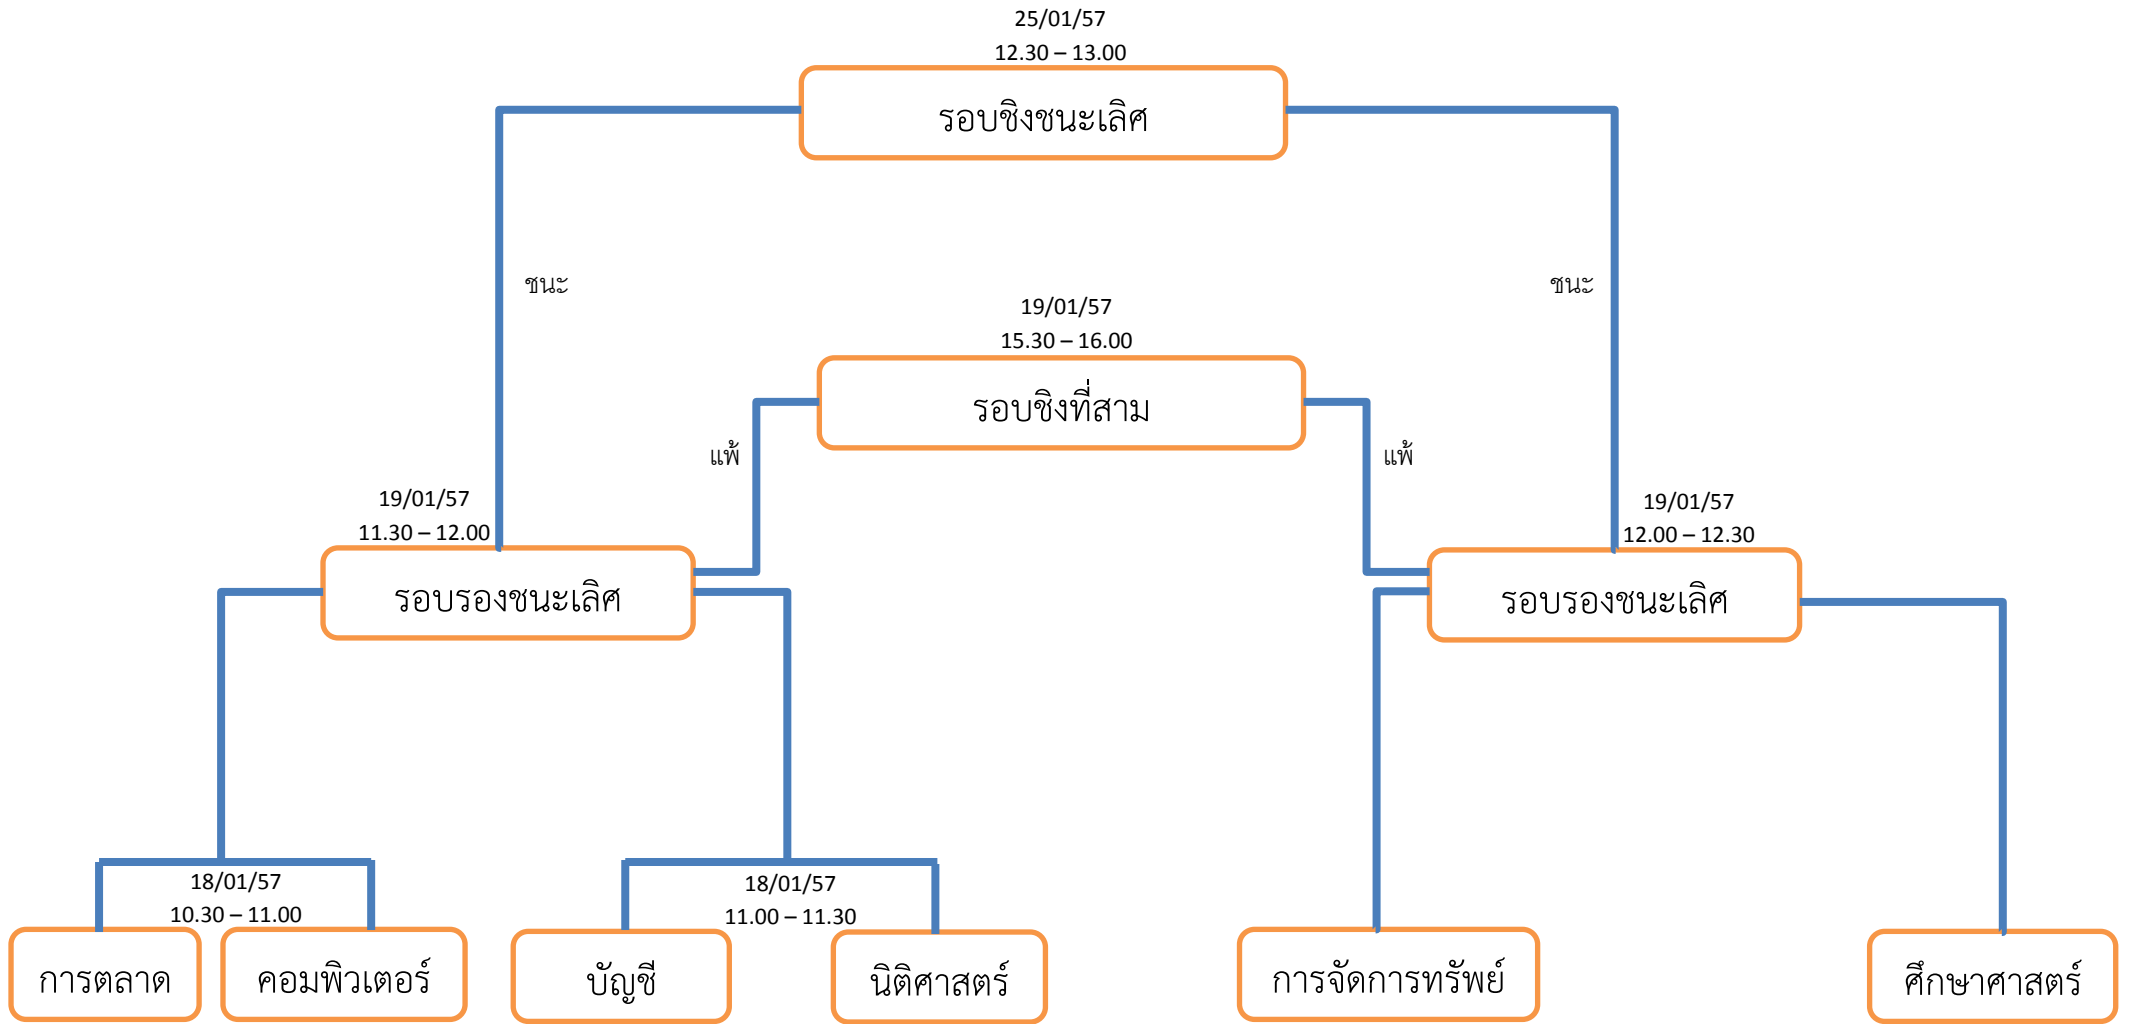 25/01/57
12.30 – 13.00
รอบชิงชนะเลิศ
ชนะ
ชนะ
19/01/57
15.30 – 16.00
รอบชิงที่สาม
แพ้
แพ้
19/01/57
11.30 – 12.00
รอบรองชนะเลิศ
19/01/57
12.00 – 12.30
รอบรองชนะเลิศ
18/01/57
10.30 – 11.00
18/01/57
11.00 – 11.30
การตลาด
คอมพิวเตอร์
บัญชี
นิติศาสตร์
การจัดการทรัพย์
ศึกษาศาสตร์